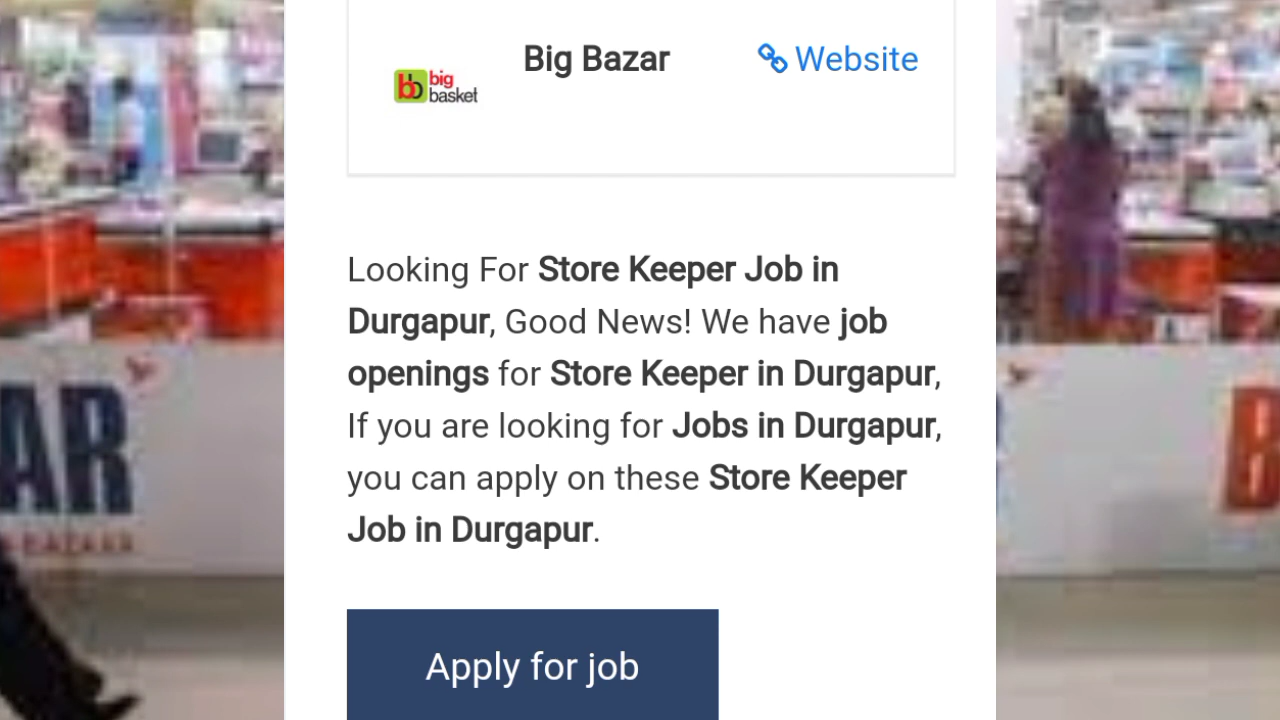 Big Bazar Website
big
basket
Looking For Store Keeper Job in
Durgapur, Good News! We have job
openings for Store Keeper in Durgapur,
If you are looking for Jobs in Durgapur,
you can apply on these Store Keeper
Job in Durgapur.
Apply for job
AR
B